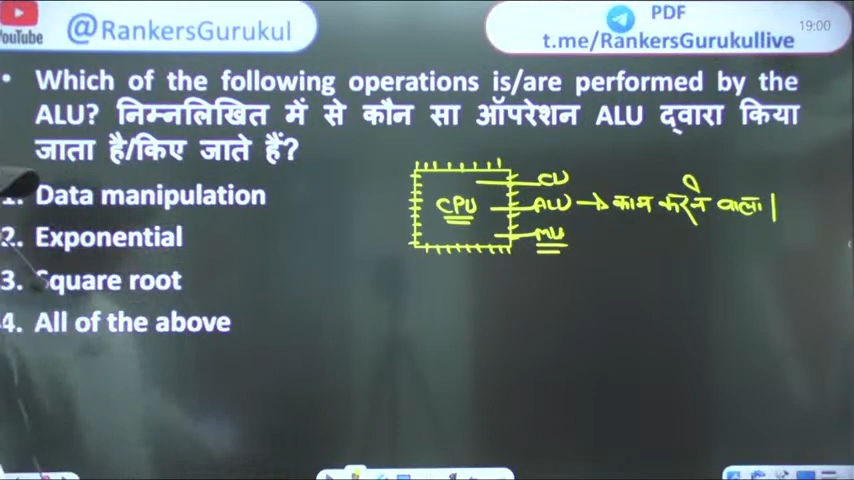 YouTube
@RankersGurukul
PDF
t.me/RankersGurukullive
19:00
• Which of the following operations is/are performed by the
ALU? निम्नलिखित में से कौन सा ऑपरेशन ALU द्वारा किया
जाता है/किए जाते हैं?
1. Data manipulation
2. Exponential
3. Square root
4. All of the above
CPU
CU
ALU → काम करने वाला |
MU